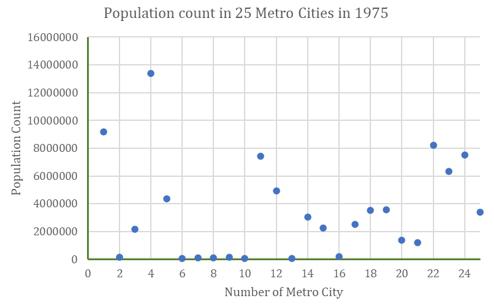 Population count in 25 Metro Cities in 1975
16000000
14000000
12000000
10000000
8000000
6000000
4000000
2000000
0
Population Count
0 2 4 6 8 10 12 14 16 18 20 22 24
Number of Metro City